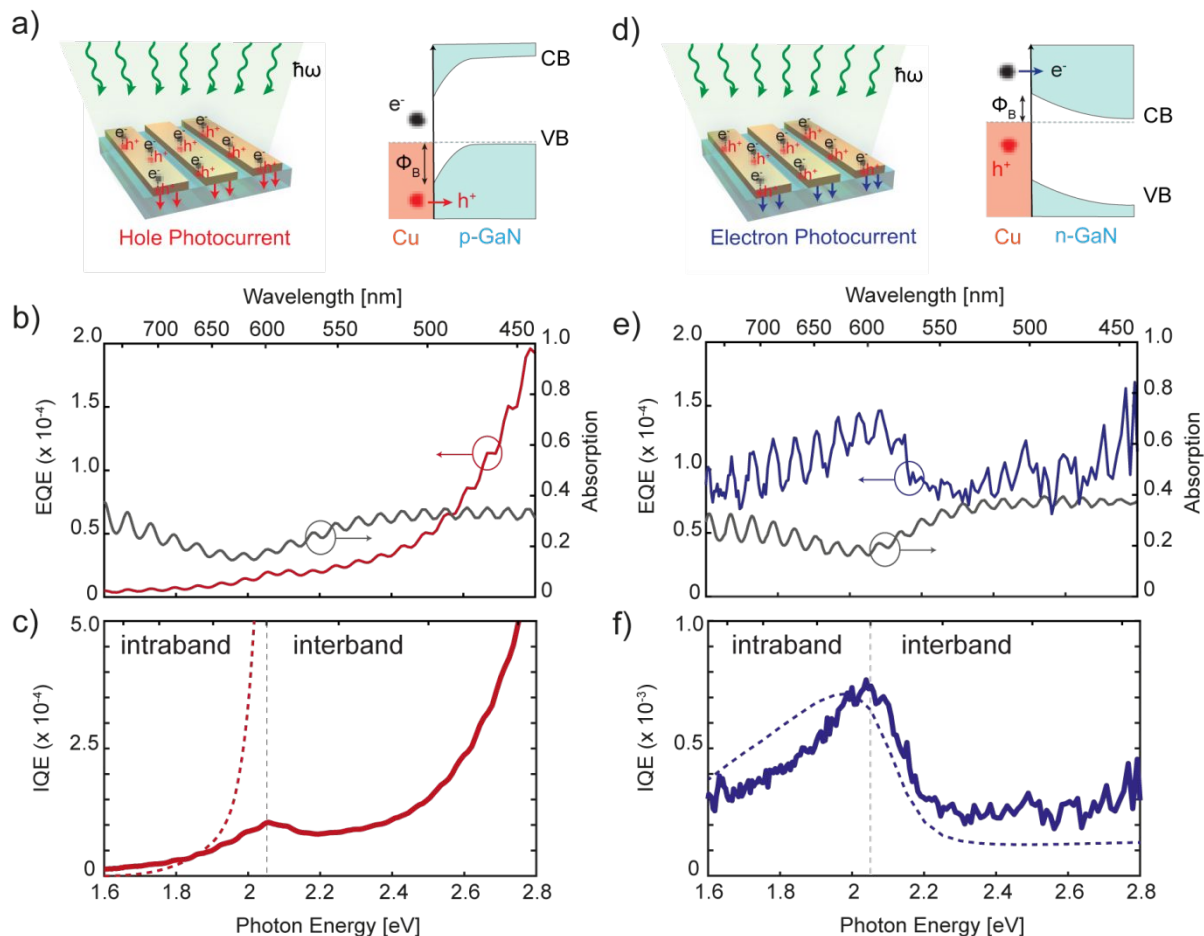 a)
ħω
e⁻ e⁻ e⁻
h⁺ h⁺ h⁺
e⁻ e⁻ e⁻
h⁺ h⁺ h⁺
Hole Photocurrent
CB
e⁻
VB
Φ_B
h⁺
Cu p-GaN
d)
ħω
e⁻ e⁻ e⁻
h⁺ h⁺ h⁺
e⁻ e⁻ e⁻
h⁺ h⁺ h⁺
Electron Photocurrent
e⁻
Φ_B
CB
h⁺
VB
Cu n-GaN
b)
Wavelength [nm]
700 650 600 550 500 450
2.0 1.5 1.0 0.5 0
EQE (x 10⁻⁴)
1.0 0.8 0.6 0.4 0.2 0
Absorption
e)
Wavelength [nm]
700 650 600 550 500 450
2.0 1.5 1.0 0.5 0
EQE (x 10⁻⁴)
1.0 0.8 0.6 0.4 0.2 0
Absorption
c)
intraband interband
5.0 2.5 0
IQE (x 10⁻⁴)
1.6 1.8 2.0 2.2 2.4 2.6 2.8
Photon Energy [eV]
f)
intraband interband
1.0 0.5 0
IQE (x 10⁻³)
1.6 1.8 2 2.2 2.4 2.6 2.8
Photon Energy [eV]